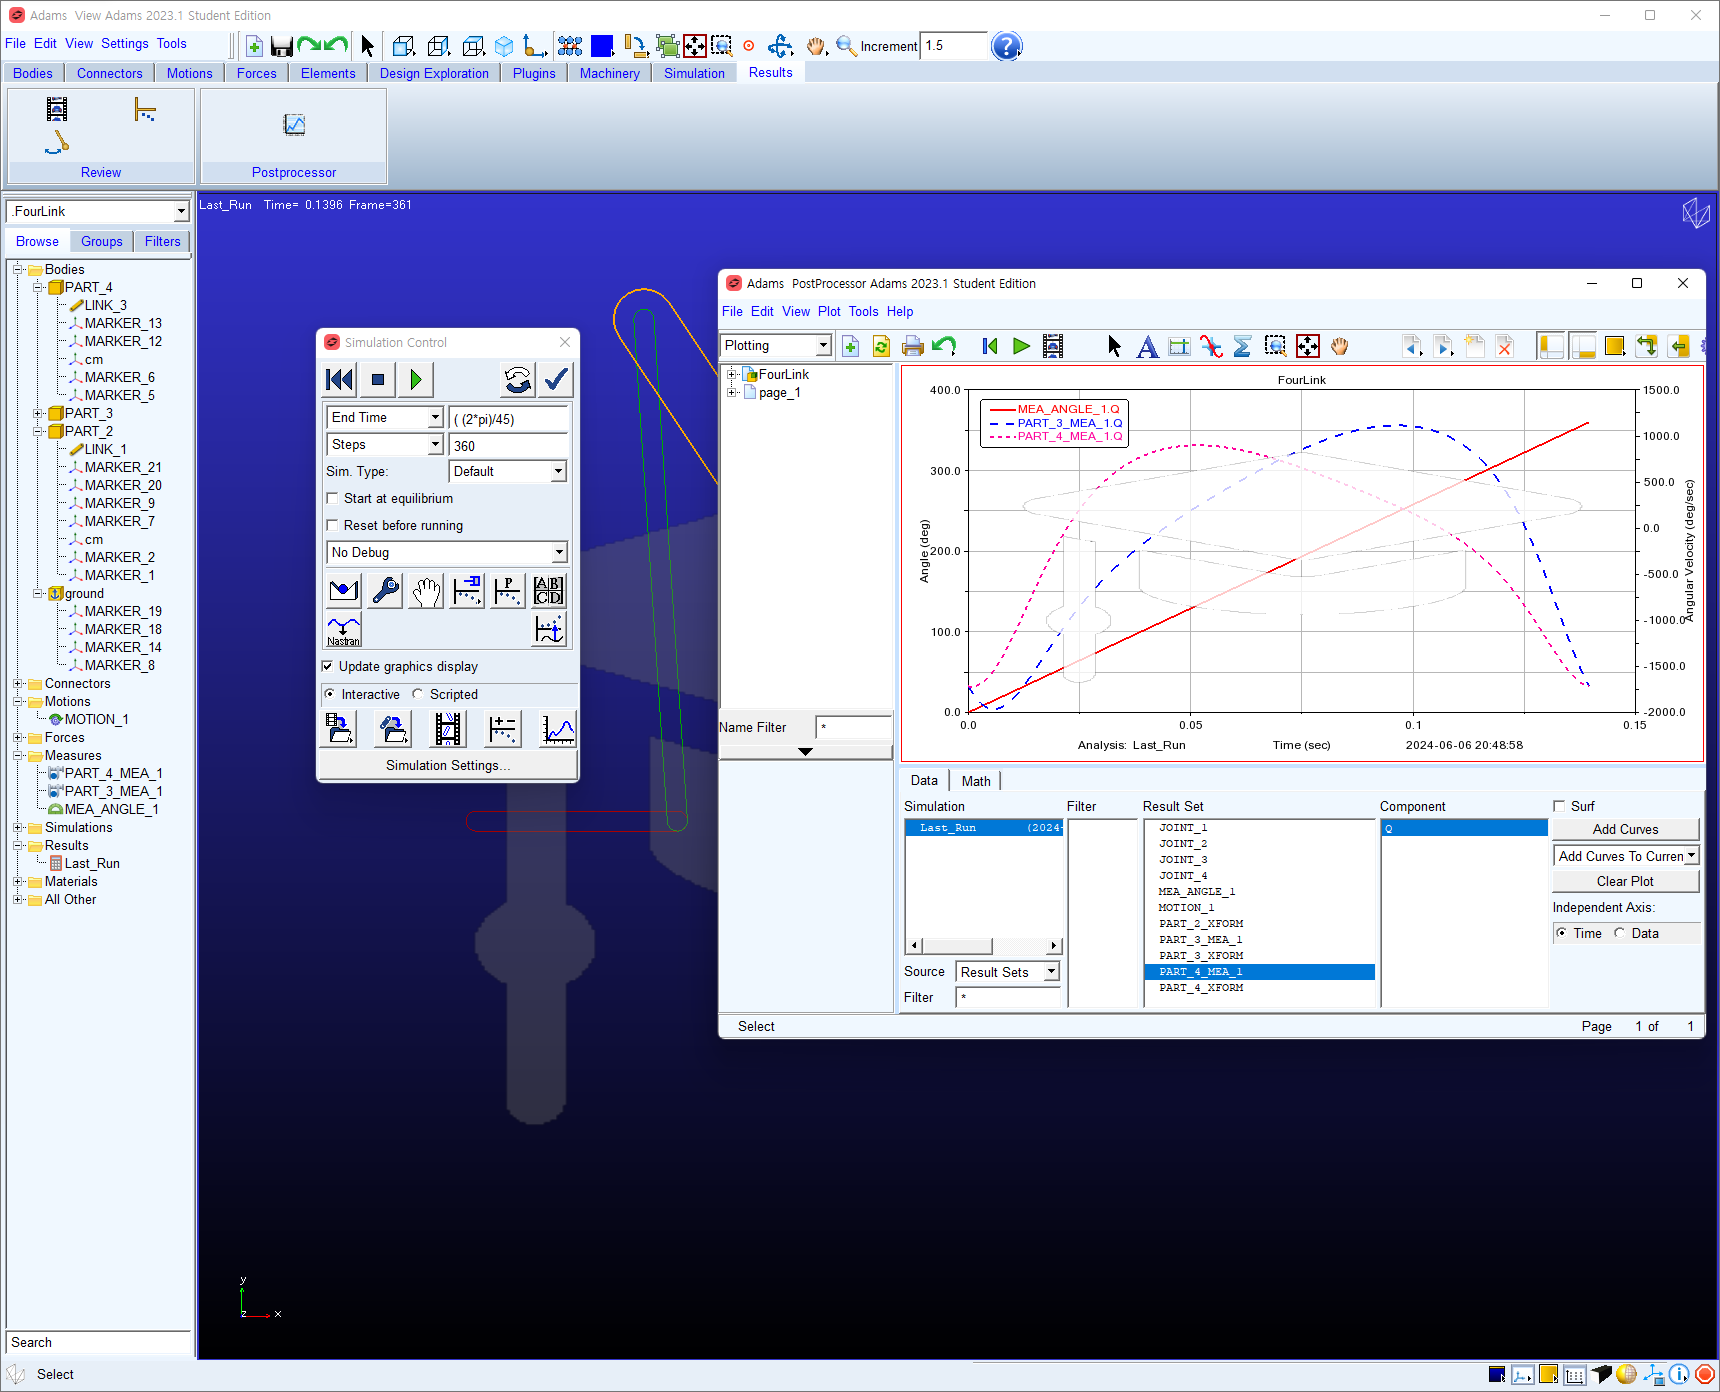 Adams View Adams 2023.1 Student Edition
File Edit View Settings Tools
Increment 1.5
Bodies Connectors Motions Forces Elements Design Exploration Plugins Machinery Simulation Results
Review
Postprocessor
.FourLink
Browse Groups Filters
Bodies
PART_4
LINK_3
MARKER_13
MARKER_12
cm
MARKER_6
MARKER_5
PART_3
PART_2
LINK_1
MARKER_21
MARKER_20
MARKER_9
MARKER_7
cm
MARKER_2
MARKER_1
ground
MARKER_19
MARKER_18
MARKER_14
MARKER_8
Connectors
Motions
MOTION_1
Forces
Measures
PART_4_MEA_1
PART_3_MEA_1
MEA_ANGLE_1
Simulations
Results
Last_Run
Materials
All Other
Search
Select
Last_Run Time= 0.1396 Frame=361
y
z
x
Simulation Control
End Time ( (2*pi)/45)
Steps 360
Sim. Type: Default
Start at equilibrium
Reset before running
No Debug
P
AB
CD
Nastran
Update graphics display
Interactive Scripted
Simulation Settings...
Adams PostProcessor Adams 2023.1 Student Edition
File Edit View Plot Tools Help
Plotting
FourLink
page_1
Name Filter *
FourLink
MEA_ANGLE_1.Q
PART_3_MEA_1.Q
PART_4_MEA_1.Q
Angle (deg)
400.0
300.0
200.0
100.0
0.0
Angular Velocity (deg/sec)
1500.0
1000.0
500.0
0.0
-500.0
-1000.0
-1500.0
-2000.0
0.0 0.05 0.1 0.15
Analysis: Last_Run Time (sec) 2024-06-06 20:48:58
Data Math
Simulation Filter Result Set Component Surf
Last_Run (2024-
JOINT_1
JOINT_2
JOINT_3
JOINT_4
MEA_ANGLE_1
MOTION_1
PART_2_XFORM
PART_3_MEA_1
PART_3_XFORM
PART_4_MEA_1
PART_4_XFORM
Q
Add Curves
Add Curves To Curren
Clear Plot
Independent Axis:
Time Data
Source Result Sets
Filter *
Select
Page 1 of 1